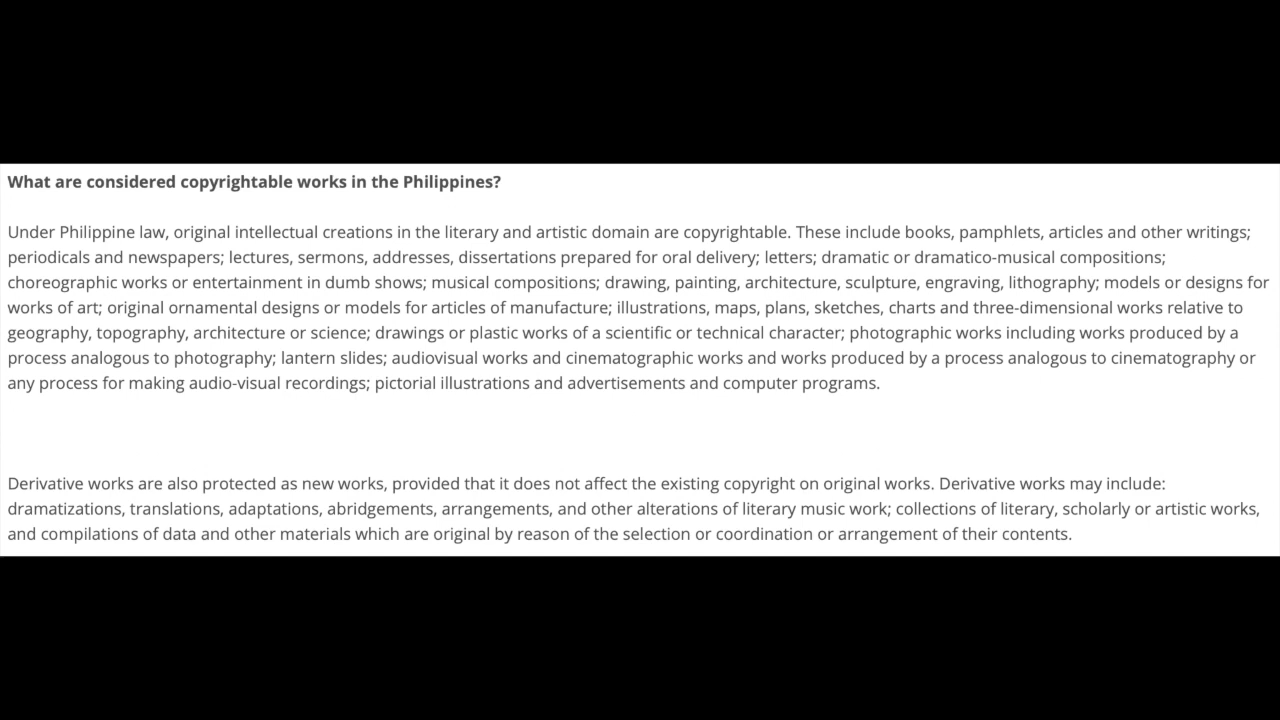 What are considered copyrightable works in the Philippines?
Under Philippine law, original intellectual creations in the literary and artistic domain are copyrightable. These include books, pamphlets, articles and other writings;
periodicals and newspapers; lectures, sermons, addresses, dissertations prepared for oral delivery; letters; dramatic or dramatico-musical compositions;
choreographic works or entertainment in dumb shows; musical compositions; drawing, painting, architecture, sculpture, engraving, lithography; models or designs for
works of art; original ornamental designs or models for articles of manufacture; illustrations, maps, plans, sketches, charts and three-dimensional works relative to
geography, topography, architecture or science; drawings or plastic works of a scientific or technical character; photographic works including works produced by a
process analogous to photography; lantern slides; audiovisual works and cinematographic works and works produced by a process analogous to cinematography or
any process for making audio-visual recordings; pictorial illustrations and advertisements and computer programs.
Derivative works are also protected as new works, provided that it does not affect the existing copyright on original works. Derivative works may include:
dramatizations, translations, adaptations, abridgements, arrangements, and other alterations of literary music work; collections of literary, scholarly or artistic works,
and compilations of data and other materials which are original by reason of the selection or coordination or arrangement of their contents.